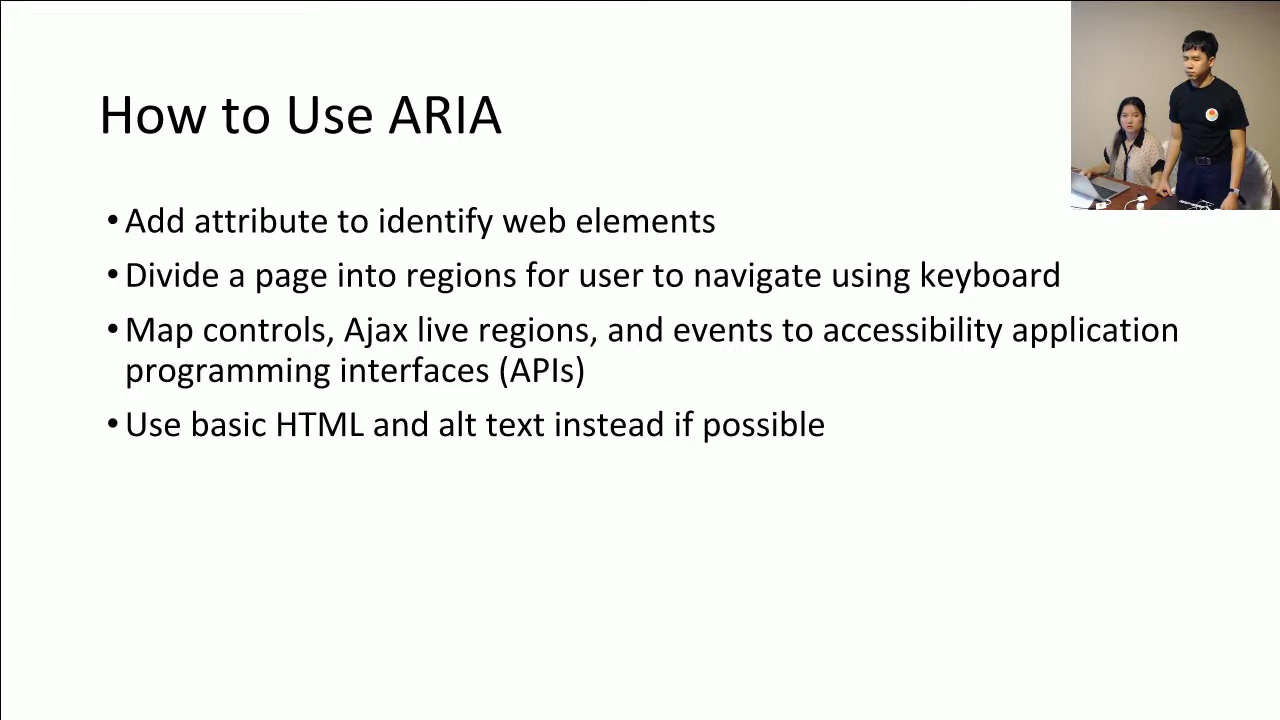 How to Use ARIA
• Add attribute to identify web elements
• Divide a page into regions for user to navigate using keyboard
• Map controls, Ajax live regions, and events to accessibility application
programming interfaces (APIs)
• Use basic HTML and alt text instead if possible